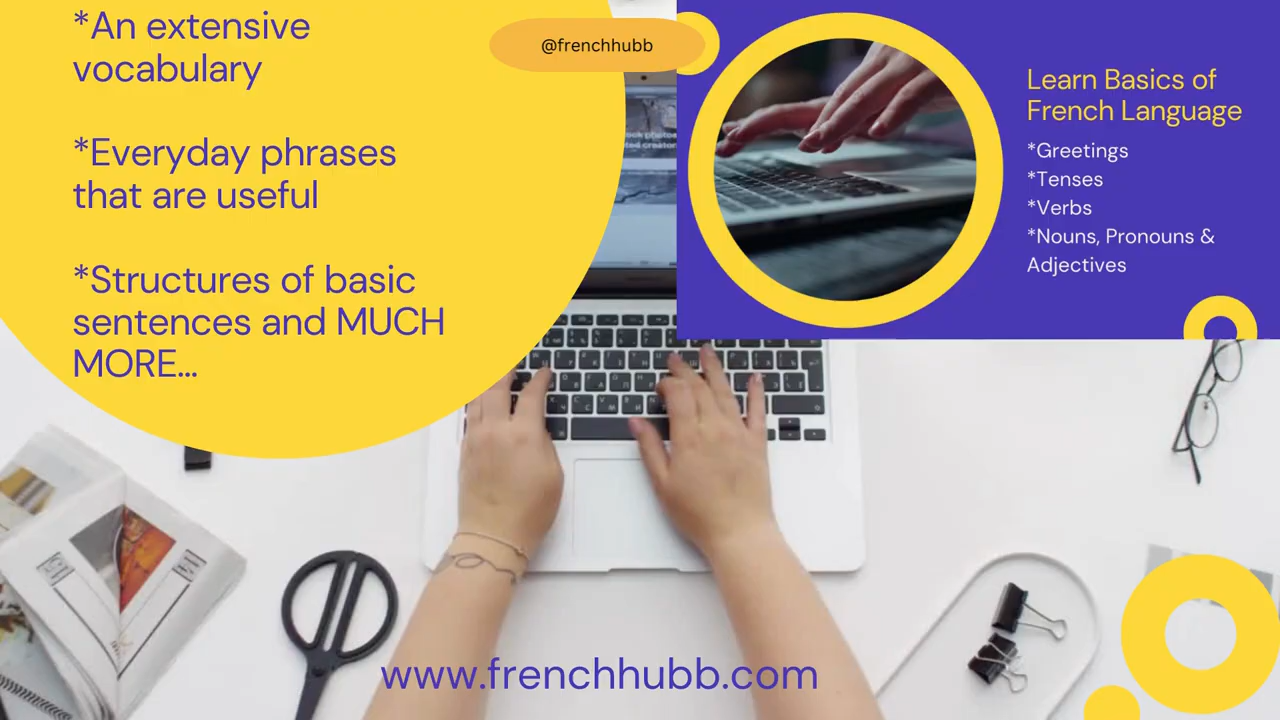 *An extensive
vocabulary
*Everyday phrases
that are useful
*Structures of basic
sentences and MUCH
MORE...
@frenchhubb
Learn Basics of
French Language
*Greetings
*Tenses
*Verbs
*Nouns, Pronouns &
Adjectives
www.frenchhubb.com